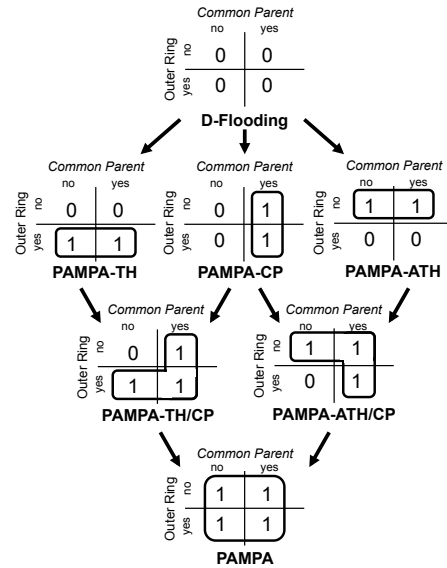 Common Parent
no yes
Outer Ring
no 0 0
yes 0 0
D-Flooding
Common Parent
no yes
Outer Ring
no 0 0
yes 1 1
PAMPA-TH
Common Parent
no yes
Outer Ring
no 0 1
yes 0 1
PAMPA-CP
Common Parent
no yes
Outer Ring
no 1 1
yes 0 0
PAMPA-ATH
Common Parent
no yes
Outer Ring
no 0 1
yes 1 1
PAMPA-TH/CP
Common Parent
no yes
Outer Ring
no 1 1
yes 0 1
PAMPA-ATH/CP
Common Parent
no yes
Outer Ring
no 1 1
yes 1 1
PAMPA